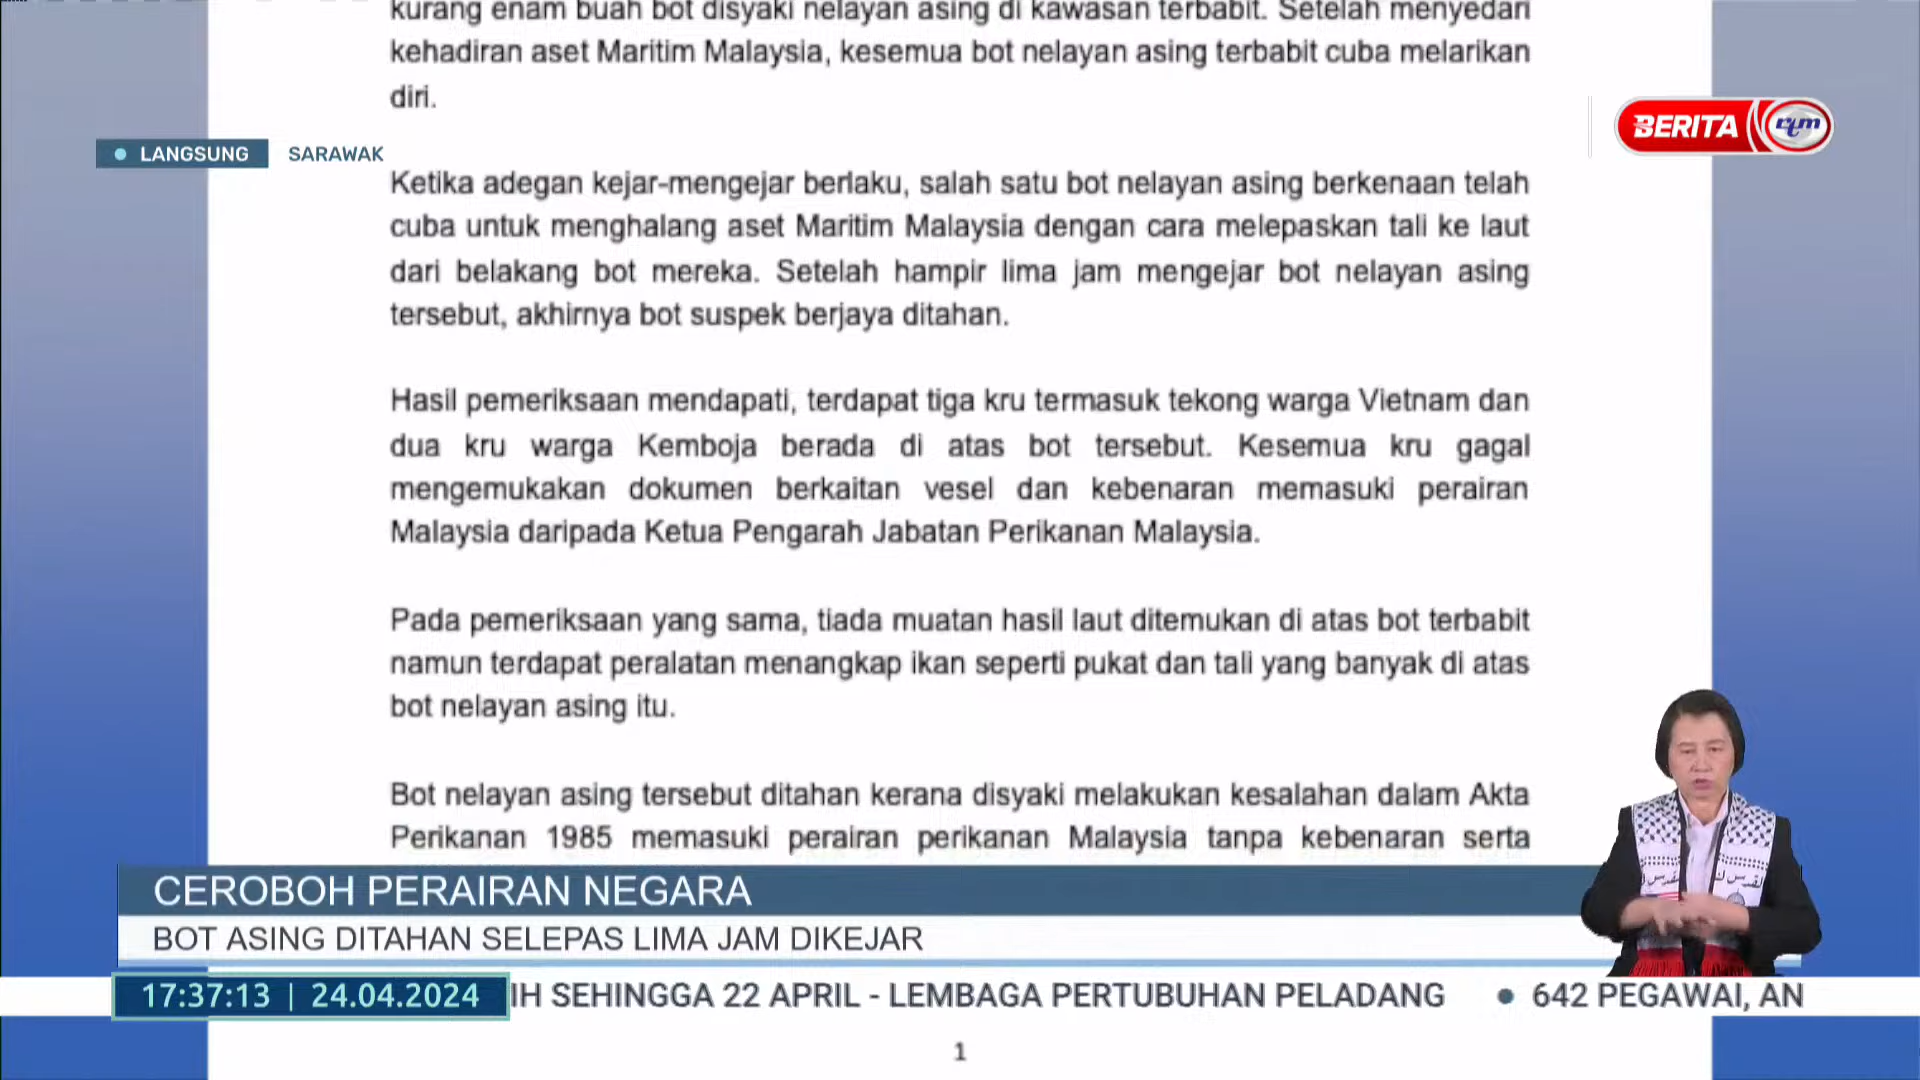 kurang enam buah bot disyaki nelayan asing di kawasan terbabit. Setelah menyedari
kehadiran aset Maritim Malaysia, kesemua bot nelayan asing terbabit cuba melarikan
diri.
BERITA rtm
LANGSUNG SARAWAK
Ketika adegan kejar-mengejar berlaku, salah satu bot nelayan asing berkenaan telah
cuba untuk menghalang aset Maritim Malaysia dengan cara melepaskan tali ke laut
dari belakang bot mereka. Setelah hampir lima jam mengejar bot nelayan asing
tersebut, akhirnya bot suspek berjaya ditahan.
Hasil pemeriksaan mendapati, terdapat tiga kru termasuk tekong warga Vietnam dan
dua kru warga Kemboja berada di atas bot tersebut. Kesemua kru gagal
mengemukakan dokumen berkaitan vesel dan kebenaran memasuki perairan
Malaysia daripada Ketua Pengarah Jabatan Perikanan Malaysia.
Pada pemeriksaan yang sama, tiada muatan hasil laut ditemukan di atas bot terbabit
namun terdapat peralatan menangkap ikan seperti pukat dan tali yang banyak di atas
bot nelayan asing itu.
Bot nelayan asing tersebut ditahan kerana disyaki melakukan kesalahan dalam Akta
Perikanan 1985 memasuki perairan perikanan Malaysia tanpa kebenaran serta
CEROBOH PERAIRAN NEGARA
BOT ASING DITAHAN SELEPAS LIMA JAM DIKEJAR
17:37:13 | 24.04.2024 IH SEHINGGA 22 APRIL - LEMBAGA PERTUBUHAN PELADANG • 642 PEGAWAI, AN
1